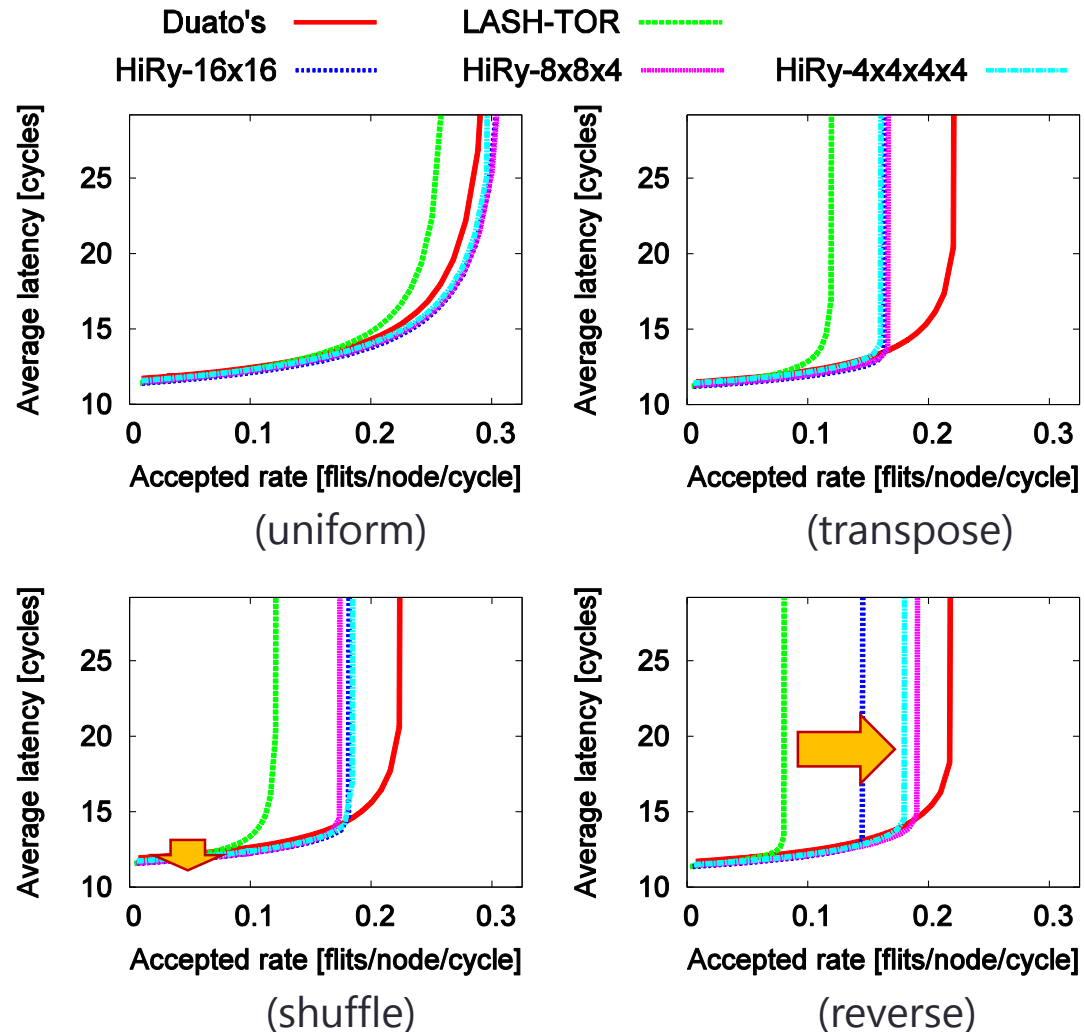 Duato's LASH-TOR
HiRy-16x16 HiRy-8x8x4 HiRy-4x4x4x4
Average latency [cycles]
25
20
15
10
0 0.1 0.2 0.3
Accepted rate [flits/node/cycle]
(uniform)
Average latency [cycles]
25
20
15
10
0 0.1 0.2 0.3
Accepted rate [flits/node/cycle]
(transpose)
Average latency [cycles]
25
20
15
10
0 0.1 0.2 0.3
Accepted rate [flits/node/cycle]
(shuffle)
Average latency [cycles]
25
20
15
10
0 0.1 0.2 0.3
Accepted rate [flits/node/cycle]
(reverse)